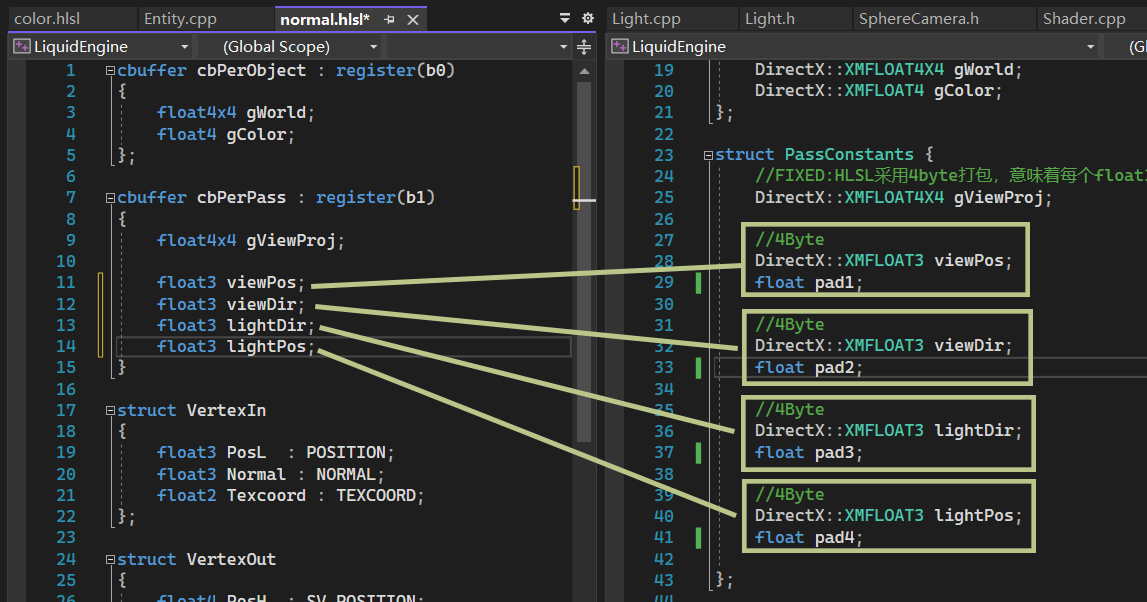 color.hlsl Entity.cpp normal.hlsl*
LiquidEngine (Global Scope)
1 cbuffer cbPerObject : register(b0)
2 {
3 float4x4 gWorld;
4 float4 gColor;
5 };
6
7 cbuffer cbPerPass : register(b1)
8 {
9 float4x4 gViewProj;
10
11 float3 viewPos;
12 float3 viewDir;
13 float3 lightDir;
14 float3 lightPos;
15 }
16
17 struct VertexIn
18 {
19 float3 PosL : POSITION;
20 float3 Normal : NORMAL;
21 float2 Texcoord : TEXCOORD;
22 };
23
24 struct VertexOut
25 {
26 float4 PosH : SV_POSITION;
Light.cpp Light.h SphereCamera.h Shader.cpp
LiquidEngine (Gl
19 DirectX::XMFLOAT4X4 gWorld;
20 DirectX::XMFLOAT4 gColor;
21 };
22
23 struct PassConstants {
24 //FIXED:HLSL采用4byte打包，意味着每个float3
25 DirectX::XMFLOAT4X4 gViewProj;
26
27 //4Byte
28 DirectX::XMFLOAT3 viewPos;
29 float pad1;
30
31 //4Byte
32 DirectX::XMFLOAT3 viewDir;
33 float pad2;
34
35 //4Byte
36 DirectX::XMFLOAT3 lightDir;
37 float pad3;
38
39 //4Byte
40 DirectX::XMFLOAT3 lightPos;
41 float pad4;
42
43 };
44